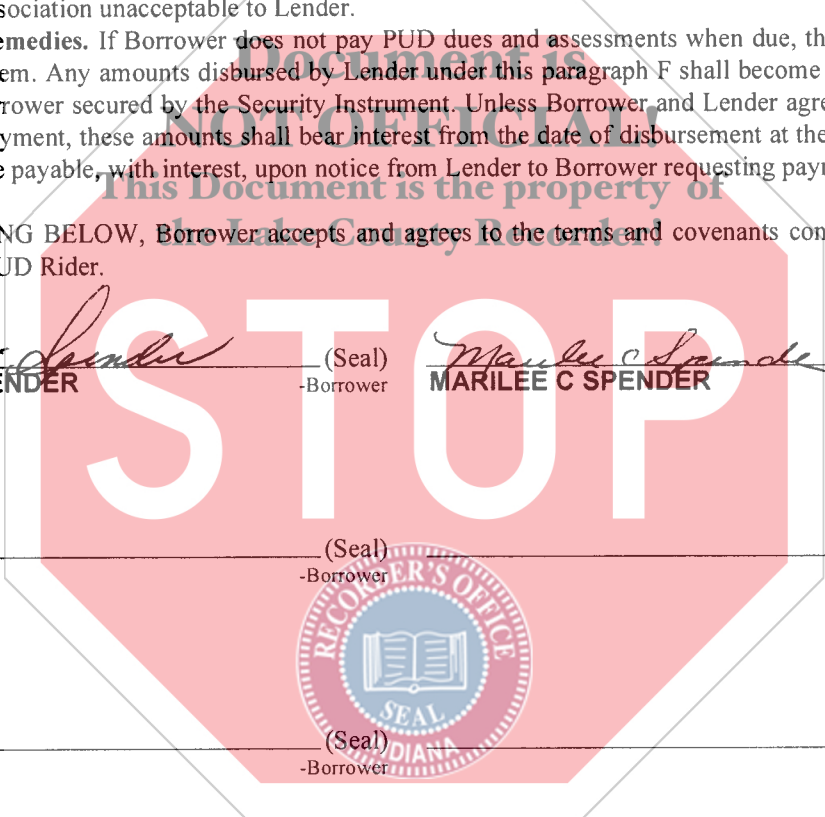 sociation unacceptable to Lender.
emedies. If Borrower does not pay PUD dues and assessments when due, th
em. Any amounts disbursed by Lender under this paragraph F shall become
rrower secured by the Security Instrument. Unless Borrower and Lender agre
yment, these amounts shall bear interest from the date of disbursement at the
e payable, with interest, upon notice from Lender to Borrower requesting payr
NG BELOW, Borrower accepts and agrees to the terms and covenants con
UD Rider.
Document is
NOT OFFICIAL!
This Document is the property of
the Lake County Recorder!
STOP
Spender (Seal) Marilee C Spende
ENDER -Borrower MARILEE C SPENDER
(Seal)
-Borrower
RECORDER'S OFFICE
SEAL
INDIANA
(Seal)
-Borrower